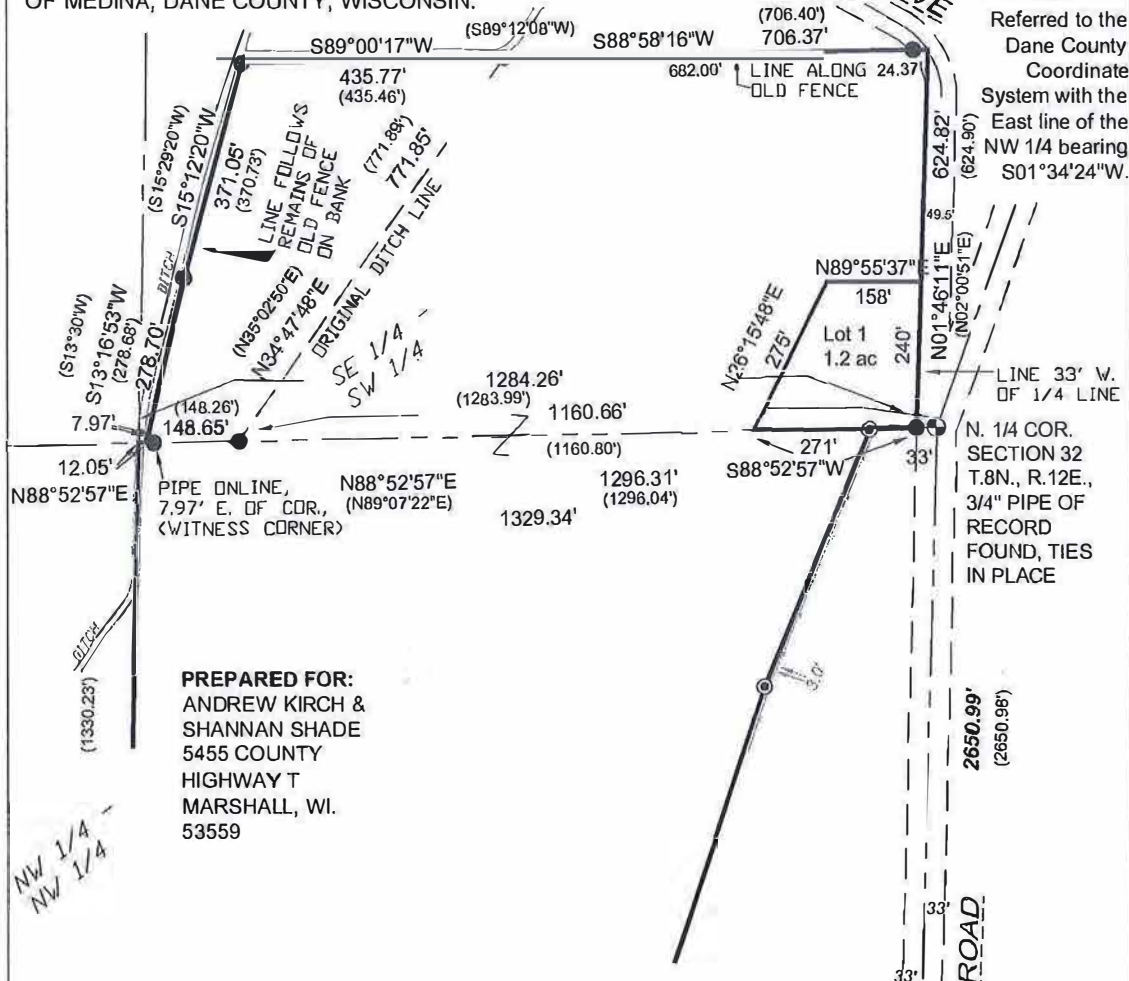 OF MEDINA, DANE COUNTY, WISCONSIN.
Referred to the
Dane County
Coordinate
System with the
East line of the
NW 1/4 bearing
S01°34'24"W.
S89°00'17"W
(S89°12'08"W)
S88°58'16"W
(706.40')
706.37'
435.77'
(435.46')
682.00'
LINE ALONG
OLD FENCE
24.37'
624.82'
(624.90')
49.5'
N01°46'11"E
(N02°00'51"E)
(S15°29'20"W)
S15°12'20"W
371.05'
(370.73')
LINE FOLLOWS
REMAINS OF
OLD FENCE
ON BANK
(771.89')
771.85'
ORIGINAL DITCH LINE
(N35°02'50"E)
N34°47'48"E
DITCH
(S13°30'W)
S13°16'53"W
(278.68')
278.70'
SE 1/4
SW 1/4
N89°55'37"E
158'
N26°15'48"E
275'
Lot 1
1.2 ac
240'
LINE 33' W.
OF 1/4 LINE
7.97'
(148.26')
148.65'
1284.26'
(1283.99')
1160.66'
(1160.80')
271'
S88°52'57"W
33'
12.05'
N88°52'57"E
PIPE ONLINE,
7.97' E. OF COR.,
(WITNESS CORNER)
N88°52'57"E
(N89°07'22"E)
1296.31'
(1296.04')
1329.34'
N. 1/4 COR.
SECTION 32
T.8N., R.12E.,
3/4" PIPE OF
RECORD
FOUND, TIES
IN PLACE
DITCH
(1330.23')
3.0'
PREPARED FOR:
ANDREW KIRCH &
SHANNAN SHADE
5455 COUNTY
HIGHWAY T
MARSHALL, WI.
53559
2650.99'
(2650.98')
NW 1/4
NW 1/4
33'
33'
ROAD